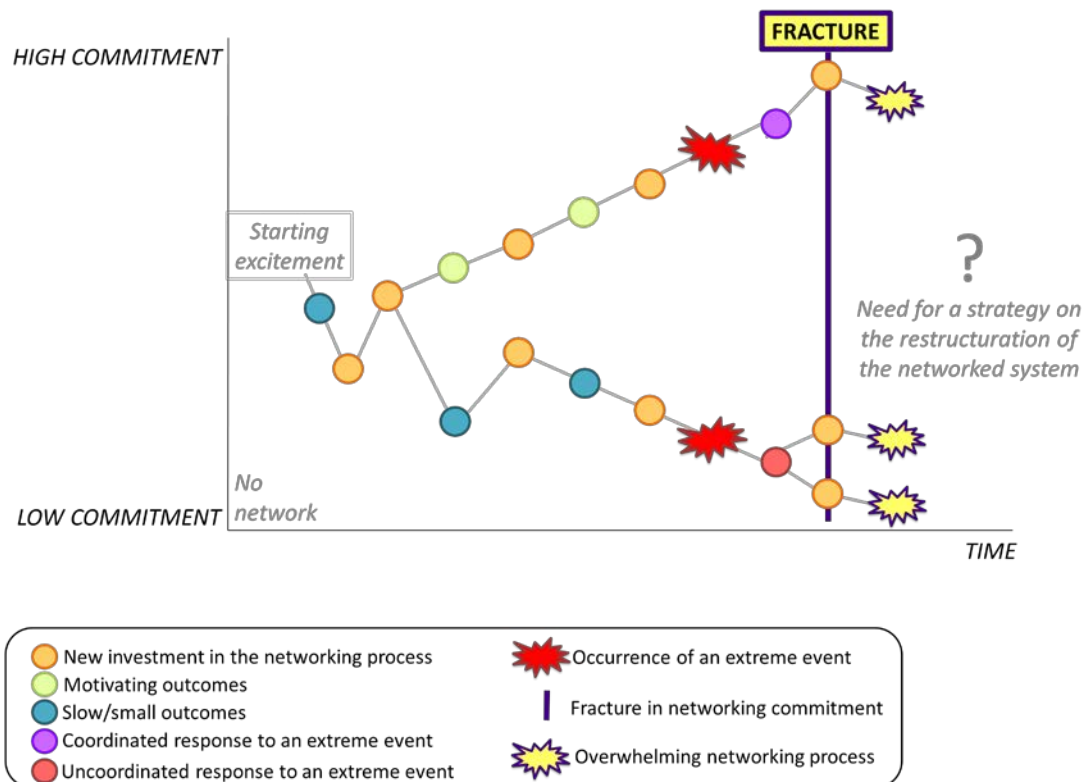 FRACTURE
HIGH COMMITMENT
Starting
excitement
?
Need for a strategy on
the restructuration of
the networked system
No
network
LOW COMMITMENT
TIME
New investment in the networking process
Motivating outcomes
Slow/small outcomes
Coordinated response to an extreme event
Uncoordinated response to an extreme event
Occurrence of an extreme event
Fracture in networking commitment
Overwhelming networking process